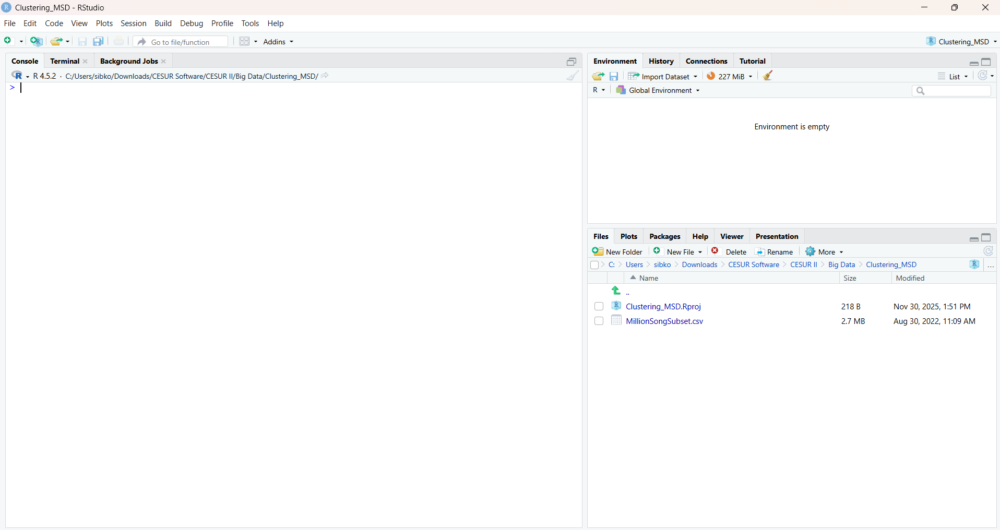 Clustering_MSD - RStudio
File Edit Code View Plots Session Build Debug Profile Tools Help
Go to file/function Addins Clustering_MSD
Console Terminal Background Jobs
R 4.5.2 · C:/Users/sibko/Downloads/CESUR Software/CESUR II/Big Data/Clustering_MSD/
>
Environment History Connections Tutorial
Import Dataset 227 MiB List
R Global Environment
Environment is empty
Files Plots Packages Help Viewer Presentation
New Folder New File Delete Rename More
C: Users sibko Downloads CESUR Software CESUR II Big Data Clustering_MSD ...
Name Size Modified
..
Clustering_MSD.Rproj 218 B Nov 30, 2025, 1:51 PM
MillionSongSubset.csv 2.7 MB Aug 30, 2022, 11:09 AM